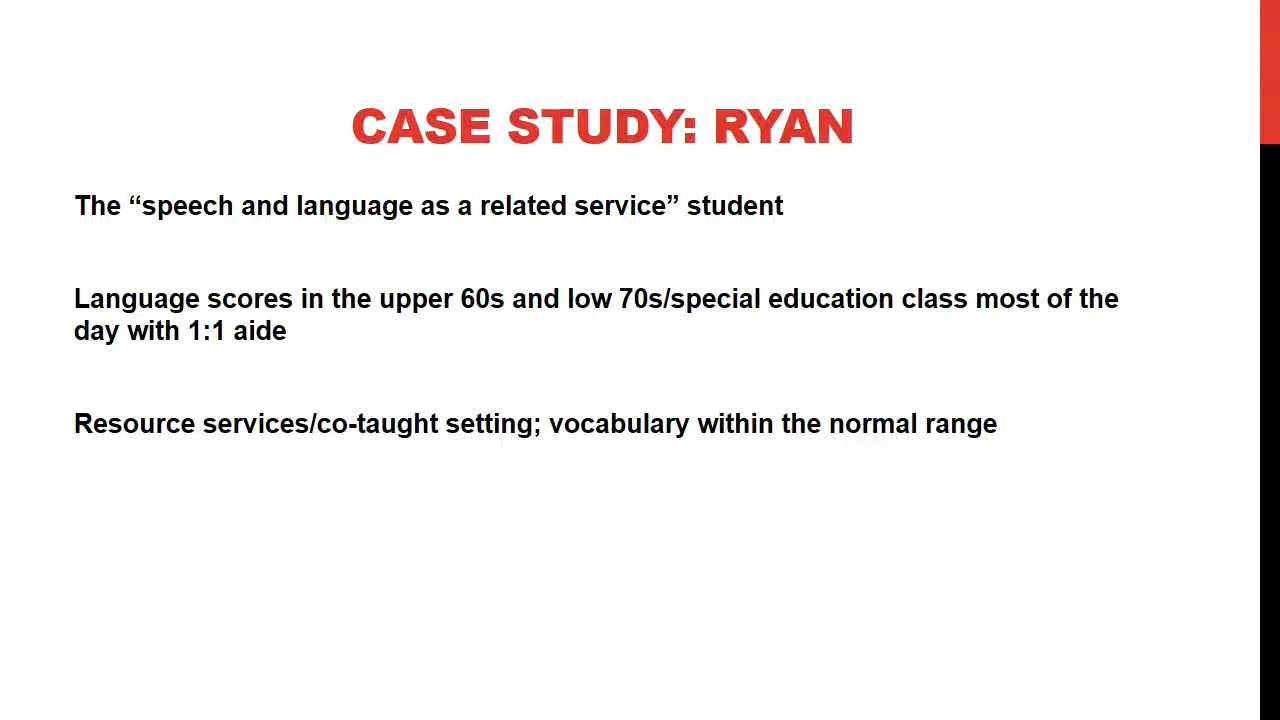 CASE STUDY: RYAN
The “speech and language as a related service” student
Language scores in the upper 60s and low 70s/special education class most of the
day with 1:1 aide
Resource services/co-taught setting; vocabulary within the normal range